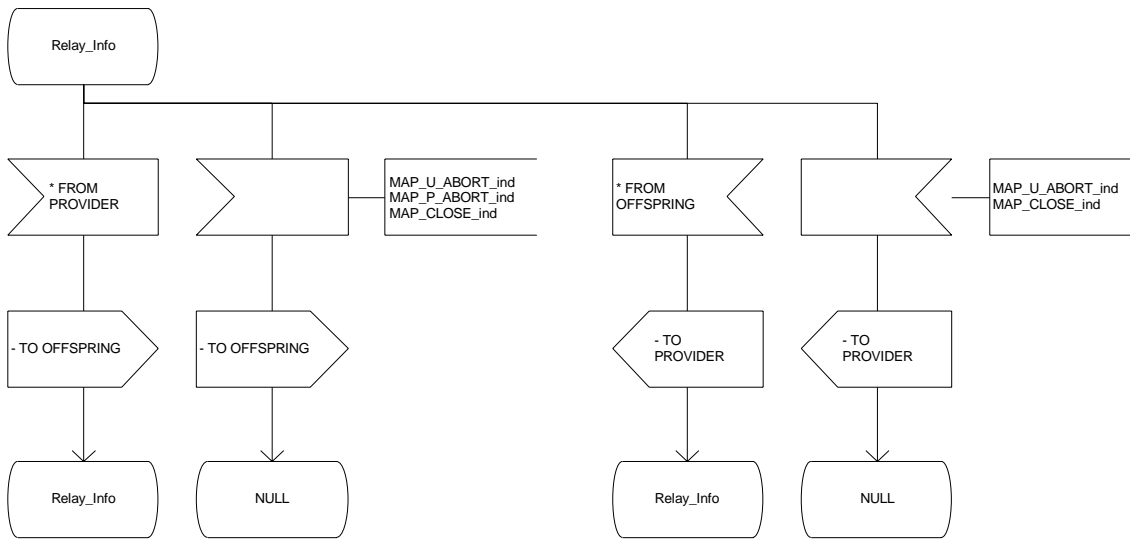 Relay_Info
* FROM
PROVIDER
MAP_U_ABORT_ind
MAP_P_ABORT_ind
MAP_CLOSE_ind
* FROM
OFFSPRING
MAP_U_ABORT_ind
MAP_CLOSE_ind
- TO OFFSPRING
- TO OFFSPRING
- TO
PROVIDER
- TO
PROVIDER
Relay_Info
NULL
Relay_Info
NULL